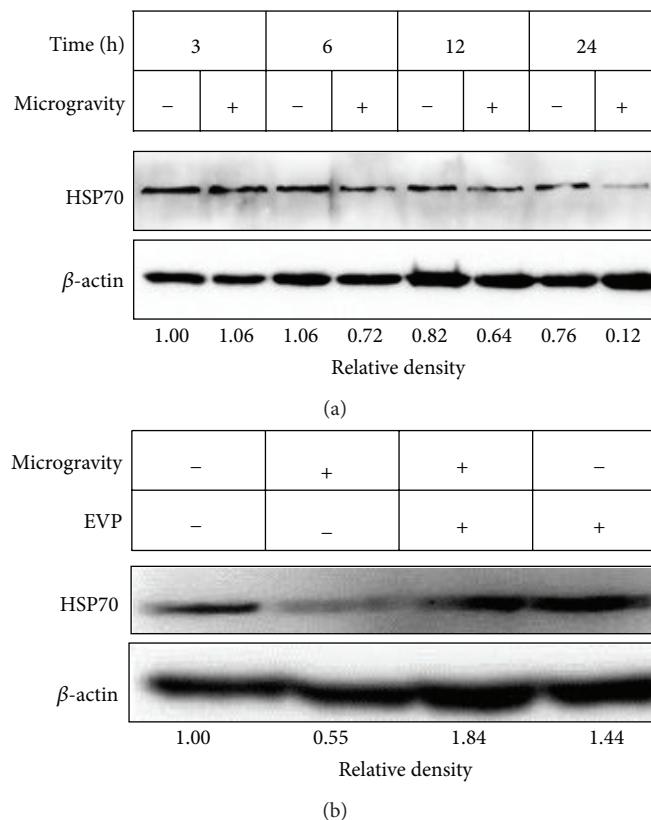 Time (h) 3 6 12 24
Microgravity − + − + − + − +
HSP70
β-actin
1.00 1.06 1.06 0.72 0.82 0.64 0.76 0.12
Relative density
(a)
Microgravity − + + −
EVP − − + +
HSP70
β-actin
1.00 0.55 1.84 1.44
Relative density
(b)